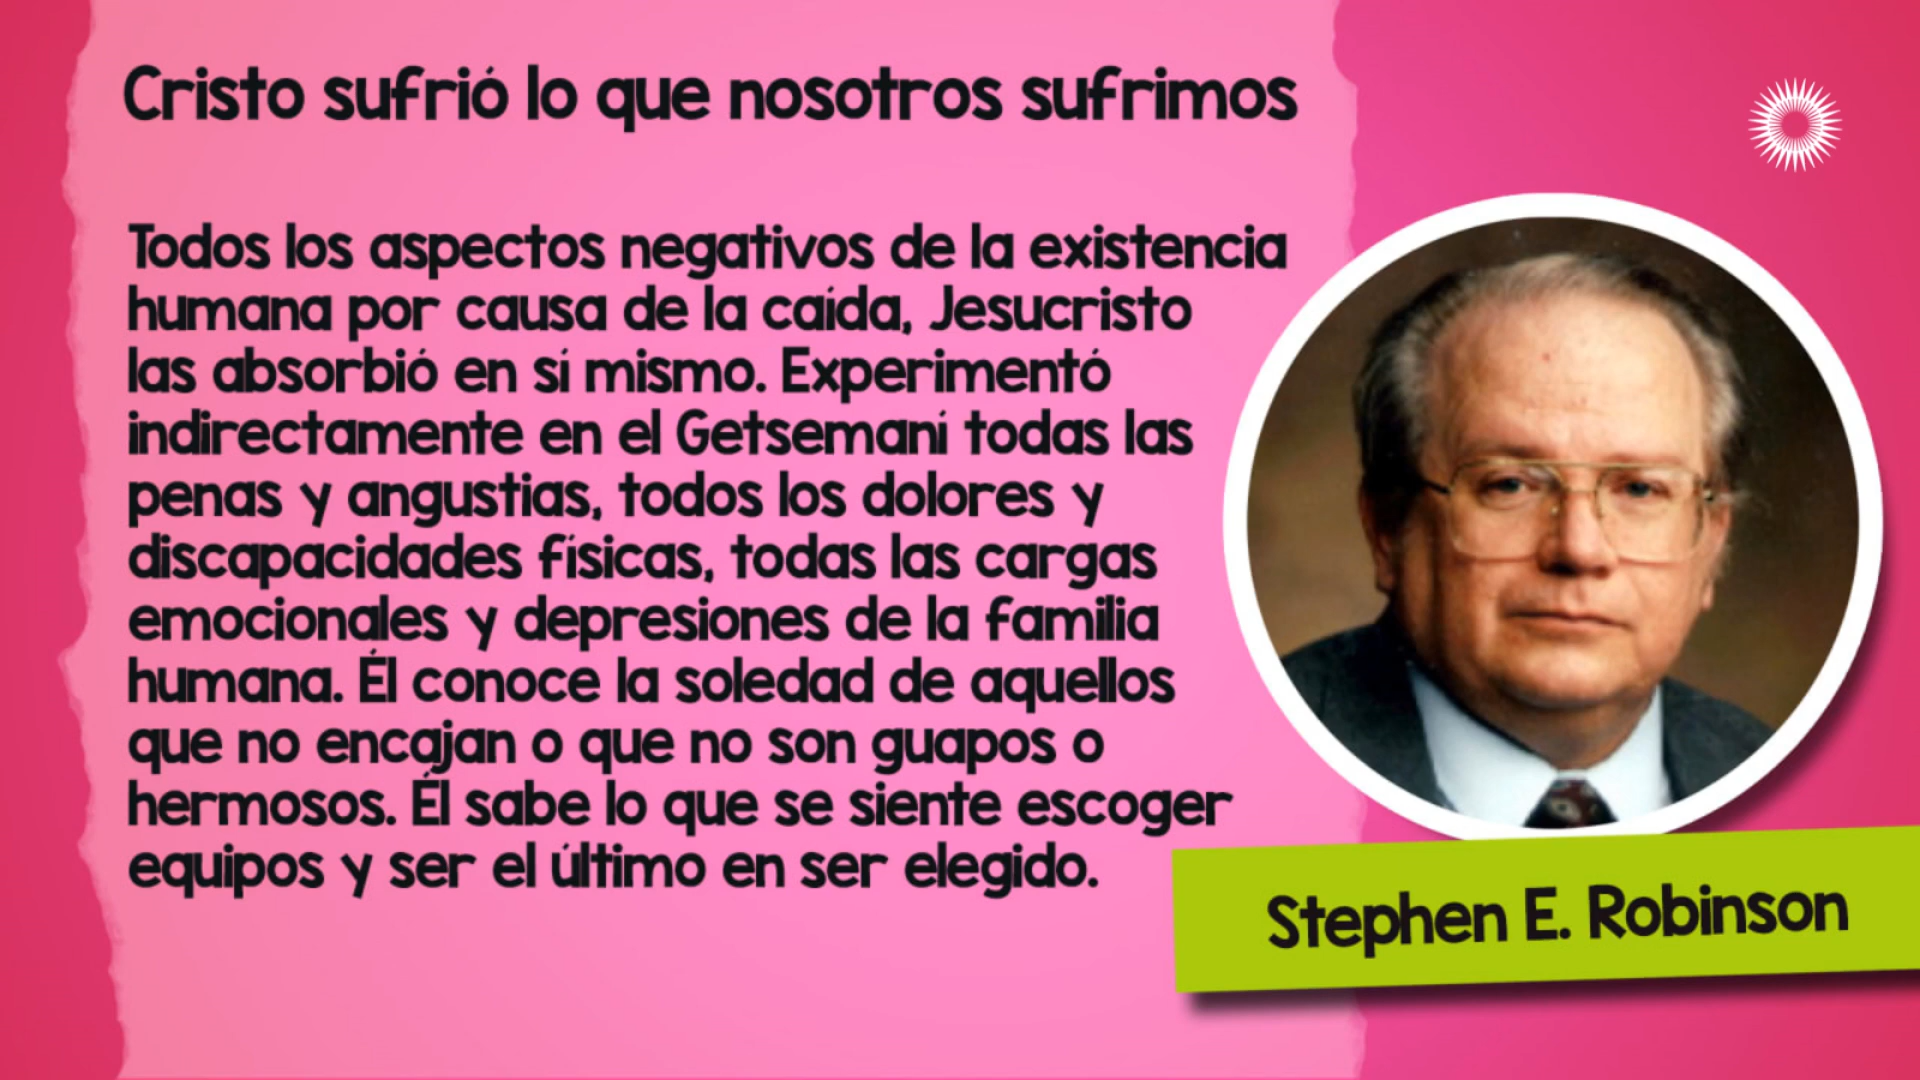 Cristo sufrió lo que nosotros sufrimos
Todos los aspectos negativos de la existencia
humana por causa de la caída, Jesucristo
las absorbió en sí mismo. Experimentó
indirectamente en el Getsemaní todas las
penas y angustias, todos los dolores y
discapacidades físicas, todas las cargas
emocionales y depresiones de la familia
humana. Él conoce la soledad de aquellos
que no encajan o que no son guapos o
hermosos. Él sabe lo que se siente escoger
equipos y ser el último en ser elegido.
Stephen E. Robinson